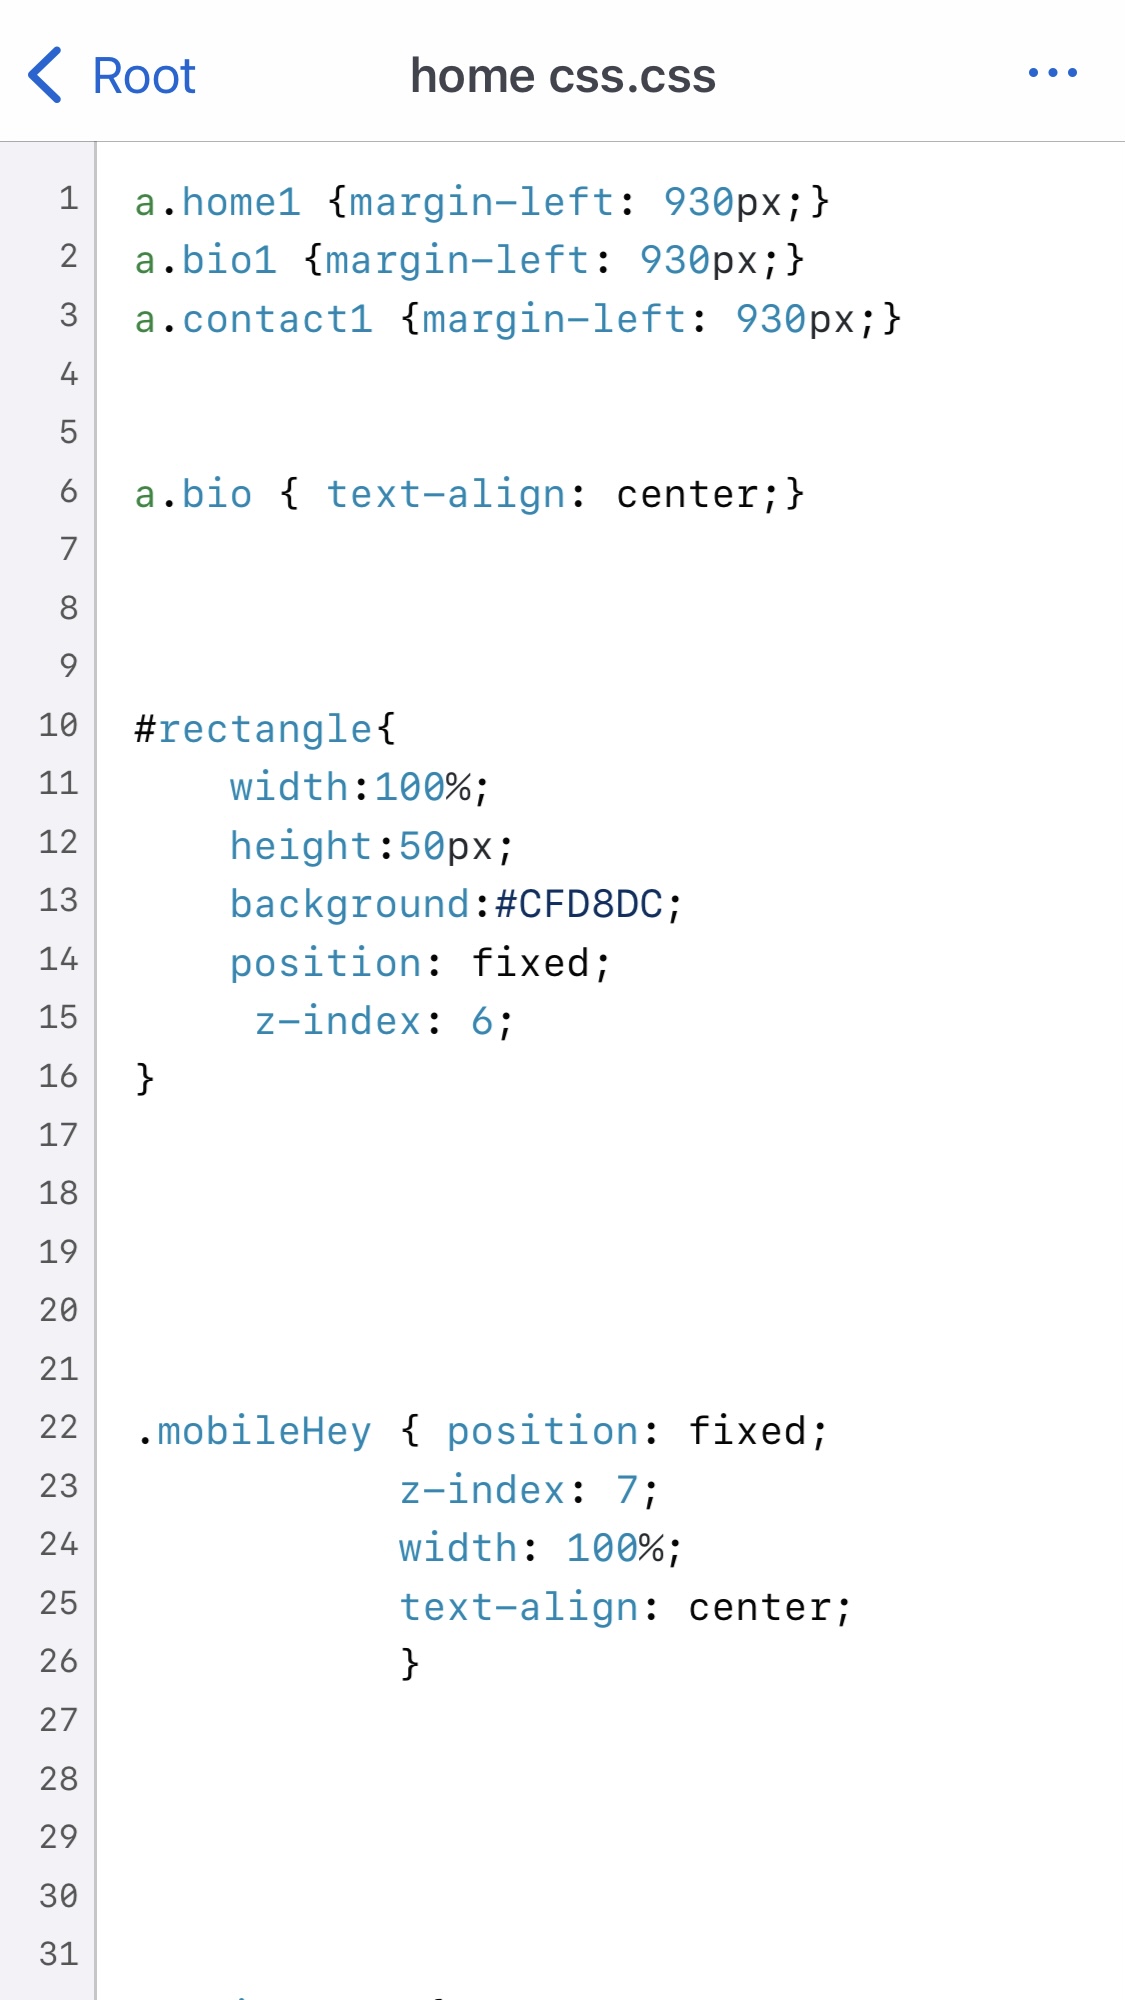 Root
home css.css
1 a.home1 {margin-left: 930px;}
2 a.bio1 {margin-left: 930px;}
3 a.contact1 {margin-left: 930px;}
4
5
6 a.bio { text-align: center;}
7
8
9
10 #rectangle{
11     width:100%;
12     height:50px;
13     background:#CFD8DC;
14     position: fixed;
15      z-index: 6;
16 }
17
18
19
20
21
22 .mobileHey { position: fixed;
23            z-index: 7;
24            width: 100%;
25            text-align: center;
26            }
27
28
29
30
31